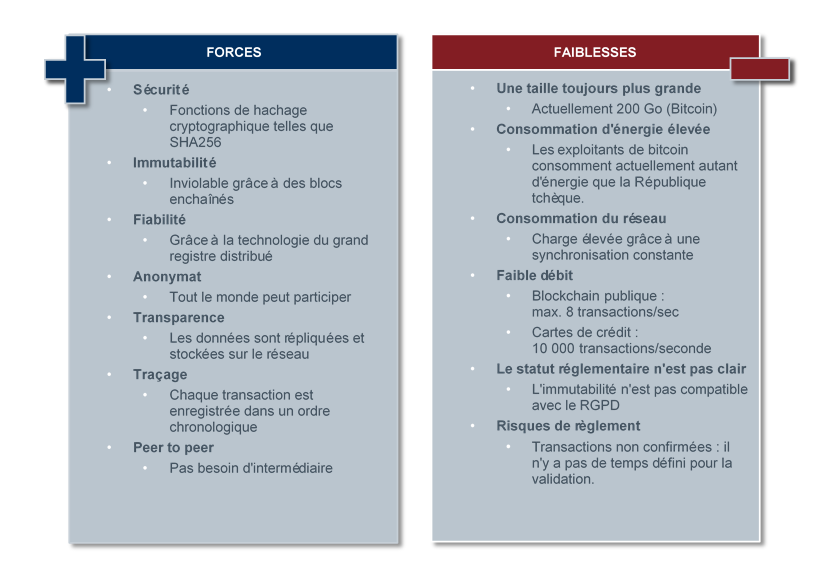 FORCES
Sécurité
Fonctions de hachage
cryptographique telles que
SHA256
Immutabilité
Inviolable grâce à des blocs
enchaînés
Fiabilité
Grâce à la technologie du grand
registre distribué
Anonymat
Tout le monde peut participer
Transparence
Les données sont répliquées et
stockées sur le réseau
Traçage
Chaque transaction est
enregistrée dans un ordre
chronologique
Peer to peer
Pas besoin d'intermédiaire
FAIBLESSES
Une taille toujours plus grande
Actuellement 200 Go (Bitcoin)
Consommation d'énergie élevée
Les exploitants de bitcoin
consomment actuellement autant
d'énergie que la République
tchèque.
Consommation du réseau
Charge élevée grâce à une
synchronisation constante
Faible débit
Blockchain publique :
max. 8 transactions/sec
Cartes de crédit :
10 000 transactions/seconde
Le statut réglementaire n'est pas clair
L'immutabilité n'est pas compatible
avec le RGPD
Risques de règlement
Transactions non confirmées : il
n'y a pas de temps défini pour la
validation.